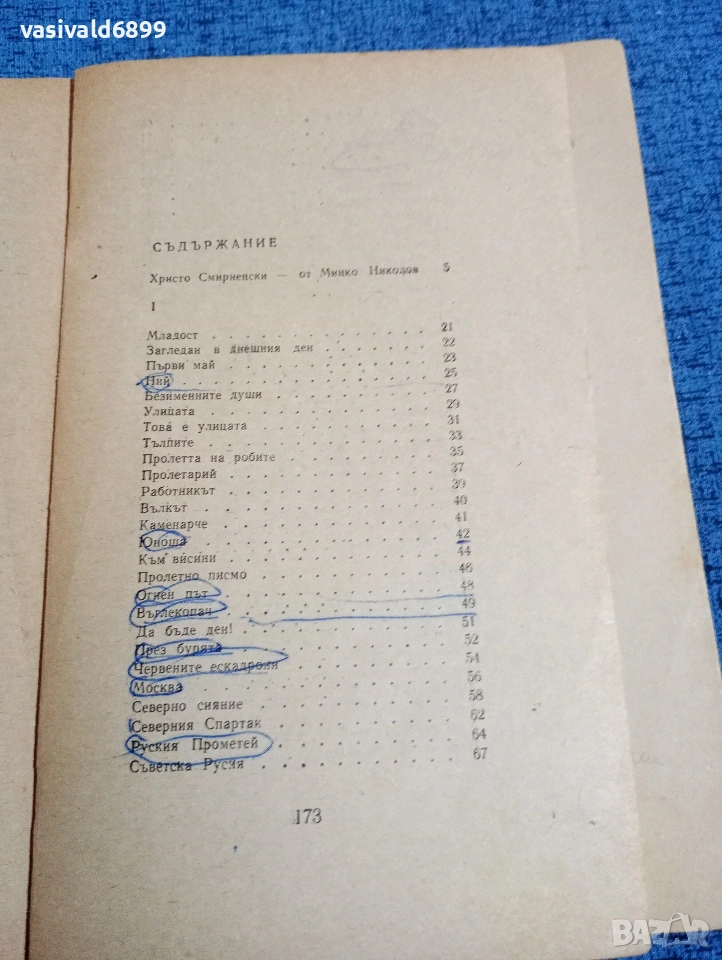 vasivald6899
СЪДЪРЖАНИЕ
Христо Смирненски — от Минко Николов 5
I
Младост 21
Загледан в днешния ден 22
Първи май 23
Ний 25
Безименните души 27
Улицата 29
Това е улицата 31
Тълпите 33
Пролетта на робите 35
Пролетарий 37
Работникът 39
Вълкът 40
Каменарче 41
Юноша 42
Към висини 44
Пролетно писмо 46
Огнен път 48
Въглекопач 49
Да бъде ден! 51
През бурята 52
Червените ескадрони 54
Москва 56
Северно сияние 58
Северния Спартак 62
Руския Прометей 64
Съветска Русия 67
173
BAZAR